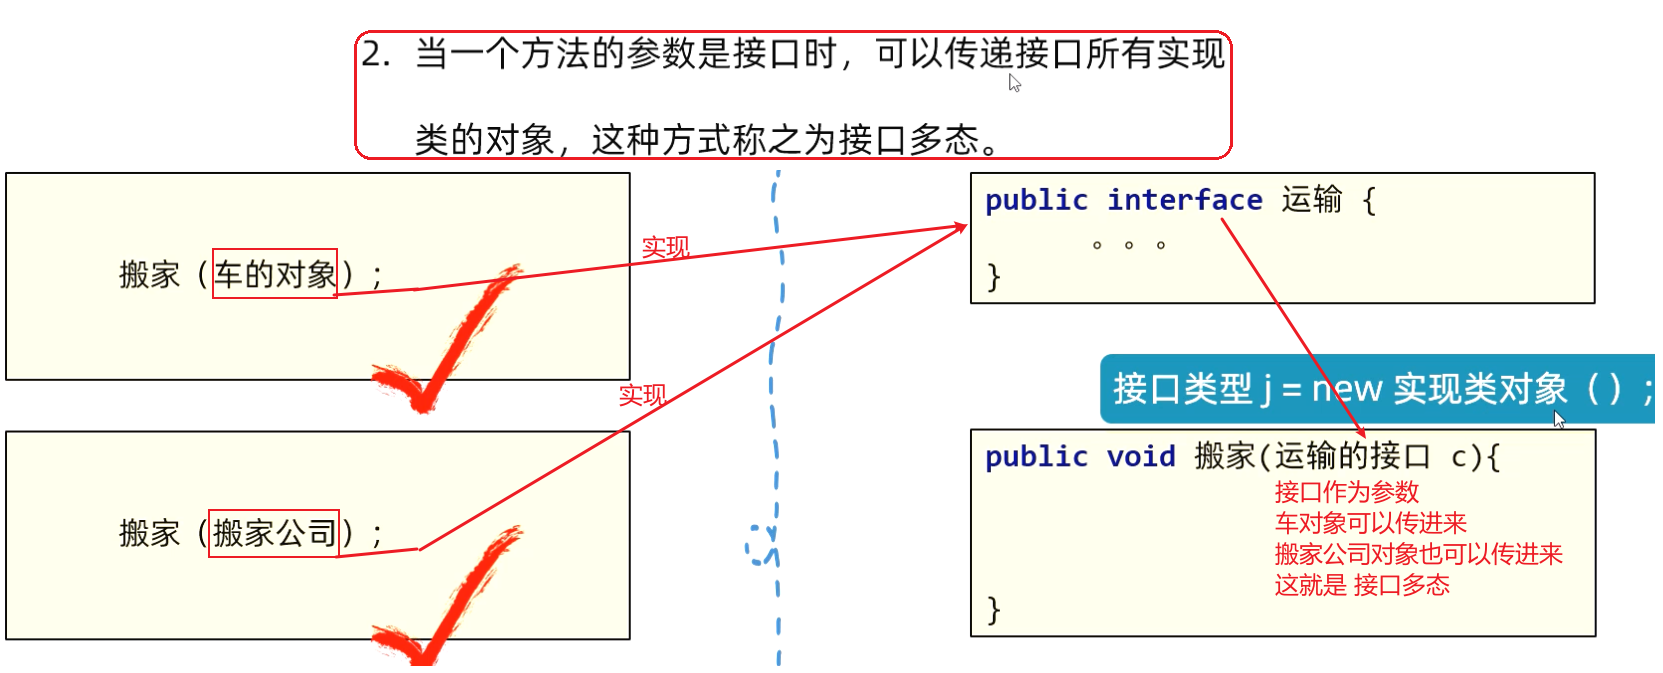 2. 当一个方法的参数是接口时，可以传递接口所有实现
类的对象，这种方式称之为接口多态。
搬家（车的对象）；
实现
public interface 运输 {
。。。
}
接口类型 j = new 实现类对象（）；
实现
搬家（搬家公司）；
public void 搬家(运输的接口 c){
接口作为参数
车对象可以传进来
搬家公司对象也可以传进来
这就是 接口多态
}